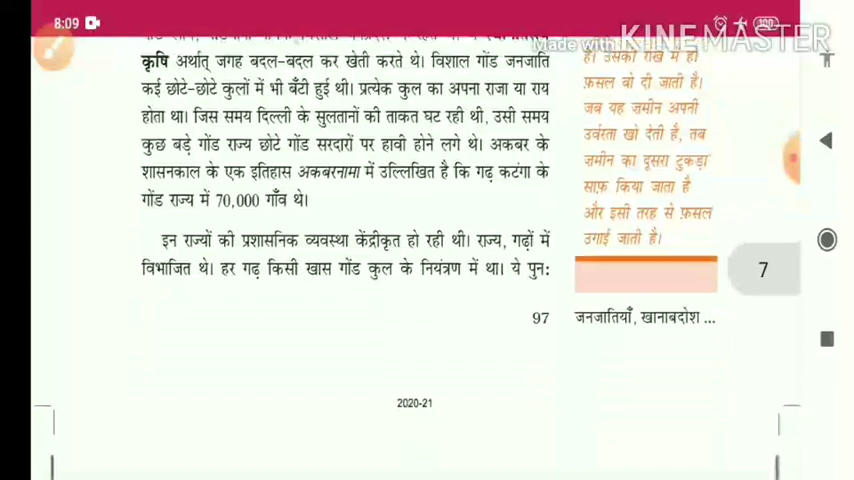 8:09
100
Made with KINEMASTER
कृषि अर्थात् जगह बदल-बदल कर खेती करते थे। विशाल गोंड जनजाति
कई छोटे-छोटे कुलों में भी बँटी हुई थी। प्रत्येक कुल का अपना राजा या राय
होता था। जिस समय दिल्ली के सुलतानों की ताकत घट रही थी, उसी समय
कुछ बड़े गोंड राज्य छोटे गोंड सरदारों पर हावी होने लगे थे। अकबर के
शासनकाल के एक इतिहास अकबरनामा में उल्लिखित है कि गढ़ कटंगा के
गोंड राज्य में 70,000 गाँव थे।
इन राज्यों की प्रशासनिक व्यवस्था केंद्रीकृत हो रही थी। राज्य, गढ़ों में
विभाजित थे। हर गढ़ किसी खास गोंड कुल के नियंत्रण में था। ये पुन:
है। उसकी राख में ही
फ़सल बो दी जाती है।
जब यह ज़मीन अपनी
उर्वरता खो देती है, तब
ज़मीन का दूसरा टुकड़ा
साफ़ किया जाता है
और इसी तरह से फ़सल
उगाई जाती है।
7
97
जनजातियाँ, खानाबदोश ...
2020-21